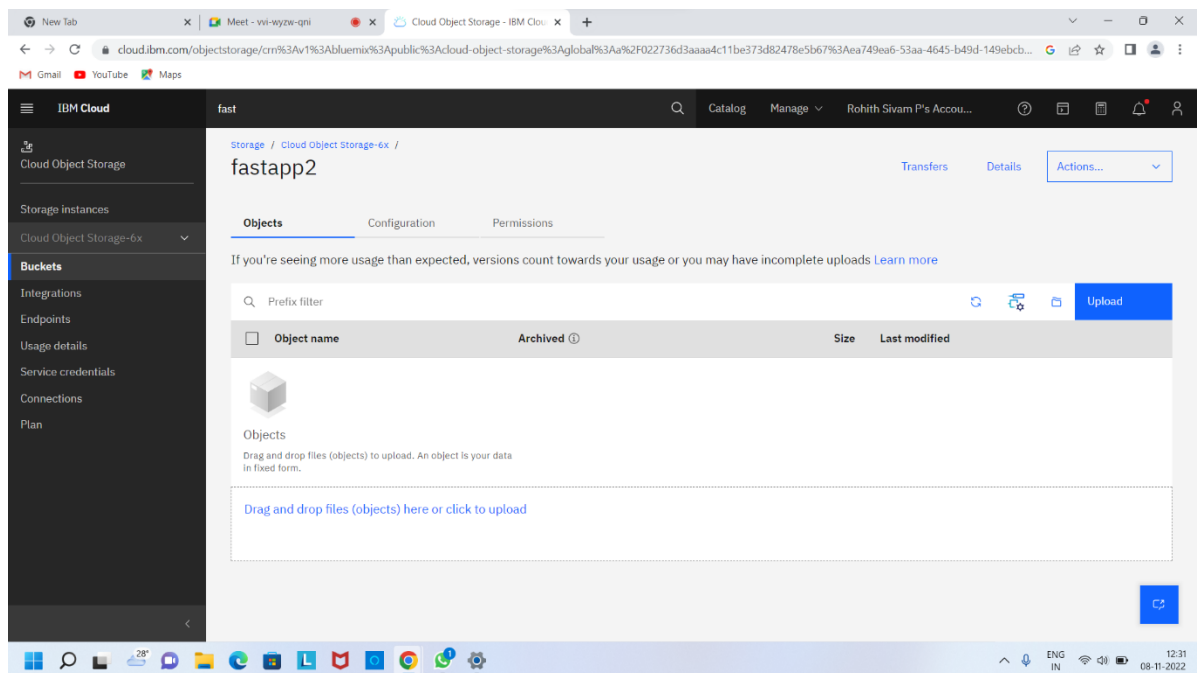 New Tab
Meet - vvi-wyzw-qni
Cloud Object Storage - IBM Clou
cloud.ibm.com/objectstorage/crn%3Av1%3Abluemix%3Apublic%3Acloud-object-storage%3Aglobal%3Aa%2F022736d3aaaa4c11be373d82478e5b67%3Aea749ea6-53aa-4645-b49d-149ebcb...
Gmail YouTube Maps
IBM Cloud
fast
Catalog Manage Rohith Sivam P's Accou...
Cloud Object Storage
Storage instances
Cloud Object Storage-6x
Buckets
Integrations
Endpoints
Usage details
Service credentials
Connections
Plan
Storage / Cloud Object Storage-6x /
fastapp2
Transfers Details Actions...
Objects Configuration Permissions
If you're seeing more usage than expected, versions count towards your usage or you may have incomplete uploads Learn more
Prefix filter
Upload
Object name Archived Size Last modified
Objects
Drag and drop files (objects) to upload. An object is your data
in fixed form.
Drag and drop files (objects) here or click to upload
28°
L
1
ENG
IN
12:31
08-11-2022